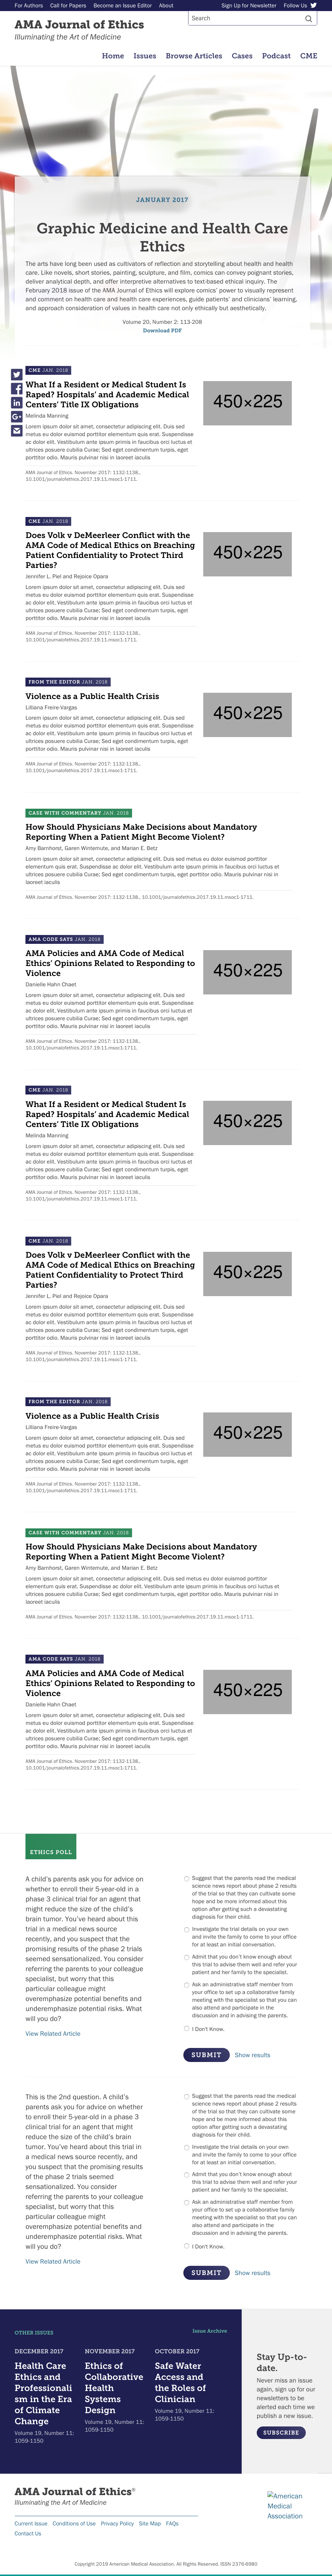 For Authors Call for Papers Become an Issue Editor About Sign Up for Newsletter Follow Us
AMA Journal of Ethics
Illuminating the Art of Medicine
Search
Home Issues Browse Articles Cases Podcast CME
JANUARY 2017
Graphic Medicine and Health Care
Ethics
The arts have long been used as cultivators of reflection and storytelling about health and health
care. Like novels, short stories, painting, sculpture, and film, comics can convey poignant stories,
deliver analytical depth, and offer interpretive alternatives to text-based ethical inquiry. The
February 2018 issue of the AMA Journal of Ethics will explore comics' power to visually represent
and comment on health care and health care experiences, guide patients' and clinicians' learning,
and approach consideration of values in health care not only ethically but aesthetically.
Volume 20, Number 2: 113-208
Download PDF
CME JAN. 2018
What If a Resident or Medical Student Is
Raped? Hospitals' and Academic Medical
Centers' Title IX Obligations
Melinda Manning
Lorem ipsum dolor sit amet, consectetur adipiscing elit. Duis sed
metus eu dolor euismod porttitor elementum quis erat. Suspendisse
ac dolor elit. Vestibulum ante ipsum primis in faucibus orci luctus et
ultrices posuere cubilia Curae; Sed eget condimentum turpis, eget
porttitor odio. Mauris pulvinar nisi in laoreet iaculis
AMA Journal of Ethics. November 2017: 1132-1138,.
10.1001/journalofethics.2017.19.11.msoc1-1711.
450×225
CME JAN. 2018
Does Volk v DeMeerleer Conflict with the
AMA Code of Medical Ethics on Breaching
Patient Confidentiality to Protect Third
Parties?
Jennifer L. Piel and Rejoice Opara
Lorem ipsum dolor sit amet, consectetur adipiscing elit. Duis sed
metus eu dolor euismod porttitor elementum quis erat. Suspendisse
ac dolor elit. Vestibulum ante ipsum primis in faucibus orci luctus et
ultrices posuere cubilia Curae; Sed eget condimentum turpis, eget
porttitor odio. Mauris pulvinar nisi in laoreet iaculis
AMA Journal of Ethics. November 2017: 1132-1138,.
10.1001/journalofethics.2017.19.11.msoc1-1711.
450×225
FROM THE EDITOR JAN. 2018
Violence as a Public Health Crisis
Lilliana Freire-Vargas
Lorem ipsum dolor sit amet, consectetur adipiscing elit. Duis sed
metus eu dolor euismod porttitor elementum quis erat. Suspendisse
ac dolor elit. Vestibulum ante ipsum primis in faucibus orci luctus et
ultrices posuere cubilia Curae; Sed eget condimentum turpis, eget
porttitor odio. Mauris pulvinar nisi in laoreet iaculis
AMA Journal of Ethics. November 2017: 1132-1138,.
10.1001/journalofethics.2017.19.11.msoc1-1711.
450×225
CASE WITH COMMENTARY JAN. 2018
How Should Physicians Make Decisions about Mandatory
Reporting When a Patient Might Become Violent?
Amy Barnhorst, Garen Wintemute, and Marian E. Betz
Lorem ipsum dolor sit amet, consectetur adipiscing elit. Duis sed metus eu dolor euismod porttitor
elementum quis erat. Suspendisse ac dolor elit. Vestibulum ante ipsum primis in faucibus orci luctus et
ultrices posuere cubilia Curae; Sed eget condimentum turpis, eget porttitor odio. Mauris pulvinar nisi in
laoreet iaculis
AMA Journal of Ethics. November 2017: 1132-1138,. 10.1001/journalofethics.2017.19.11.msoc1-1711.
AMA CODE SAYS JAN. 2018
AMA Policies and AMA Code of Medical
Ethics' Opinions Related to Responding to
Violence
Danielle Hahn Chaet
Lorem ipsum dolor sit amet, consectetur adipiscing elit. Duis sed
metus eu dolor euismod porttitor elementum quis erat. Suspendisse
ac dolor elit. Vestibulum ante ipsum primis in faucibus orci luctus et
ultrices posuere cubilia Curae; Sed eget condimentum turpis, eget
porttitor odio. Mauris pulvinar nisi in laoreet iaculis
AMA Journal of Ethics. November 2017: 1132-1138,.
10.1001/journalofethics.2017.19.11.msoc1-1711.
450×225
CME JAN. 2018
What If a Resident or Medical Student Is
Raped? Hospitals' and Academic Medical
Centers' Title IX Obligations
Melinda Manning
Lorem ipsum dolor sit amet, consectetur adipiscing elit. Duis sed
metus eu dolor euismod porttitor elementum quis erat. Suspendisse
ac dolor elit. Vestibulum ante ipsum primis in faucibus orci luctus et
ultrices posuere cubilia Curae; Sed eget condimentum turpis, eget
porttitor odio. Mauris pulvinar nisi in laoreet iaculis
AMA Journal of Ethics. November 2017: 1132-1138,.
10.1001/journalofethics.2017.19.11.msoc1-1711.
450×225
CME JAN. 2018
Does Volk v DeMeerleer Conflict with the
AMA Code of Medical Ethics on Breaching
Patient Confidentiality to Protect Third
Parties?
Jennifer L. Piel and Rejoice Opara
Lorem ipsum dolor sit amet, consectetur adipiscing elit. Duis sed
metus eu dolor euismod porttitor elementum quis erat. Suspendisse
ac dolor elit. Vestibulum ante ipsum primis in faucibus orci luctus et
ultrices posuere cubilia Curae; Sed eget condimentum turpis, eget
porttitor odio. Mauris pulvinar nisi in laoreet iaculis
AMA Journal of Ethics. November 2017: 1132-1138,.
10.1001/journalofethics.2017.19.11.msoc1-1711.
450×225
FROM THE EDITOR JAN. 2018
Violence as a Public Health Crisis
Lilliana Freire-Vargas
Lorem ipsum dolor sit amet, consectetur adipiscing elit. Duis sed
metus eu dolor euismod porttitor elementum quis erat. Suspendisse
ac dolor elit. Vestibulum ante ipsum primis in faucibus orci luctus et
ultrices posuere cubilia Curae; Sed eget condimentum turpis, eget
porttitor odio. Mauris pulvinar nisi in laoreet iaculis
AMA Journal of Ethics. November 2017: 1132-1138,.
10.1001/journalofethics.2017.19.11.msoc1-1711.
450×225
CASE WITH COMMENTARY JAN. 2018
How Should Physicians Make Decisions about Mandatory
Reporting When a Patient Might Become Violent?
Amy Barnhorst, Garen Wintemute, and Marian E. Betz
Lorem ipsum dolor sit amet, consectetur adipiscing elit. Duis sed metus eu dolor euismod porttitor
elementum quis erat. Suspendisse ac dolor elit. Vestibulum ante ipsum primis in faucibus orci luctus et
ultrices posuere cubilia Curae; Sed eget condimentum turpis, eget porttitor odio. Mauris pulvinar nisi in
laoreet iaculis
AMA Journal of Ethics. November 2017: 1132-1138,. 10.1001/journalofethics.2017.19.11.msoc1-1711.
AMA CODE SAYS JAN. 2018
AMA Policies and AMA Code of Medical
Ethics' Opinions Related to Responding to
Violence
Danielle Hahn Chaet
Lorem ipsum dolor sit amet, consectetur adipiscing elit. Duis sed
metus eu dolor euismod porttitor elementum quis erat. Suspendisse
ac dolor elit. Vestibulum ante ipsum primis in faucibus orci luctus et
ultrices posuere cubilia Curae; Sed eget condimentum turpis, eget
porttitor odio. Mauris pulvinar nisi in laoreet iaculis
AMA Journal of Ethics. November 2017: 1132-1138,.
10.1001/journalofethics.2017.19.11.msoc1-1711.
450×225
ETHICS POLL
A child's parents ask you for advice on
whether to enroll their 5-year-old in a
phase 3 clinical trial for an agent that
might reduce the size of the child's
brain tumor. You've heard about this
trial in a medical news source
recently, and you suspect that the
promising results of the phase 2 trials
seemed sensationalized. You consider
referring the parents to your colleague
specialist, but worry that this
particular colleague might
overemphasize potential benefits and
underemphasize potential risks. What
will you do?
View Related Article
Suggest that the parents read the medical
science news report about phase 2 results
of the trial so that they can cultivate some
hope and be more informed about this
option after getting such a devastating
diagnosis for their child.
Investigate the trial details on your own
and invite the family to come to your office
for at least an initial conversation.
Admit that you don't know enough about
this trial to advise them well and refer your
patient and her family to the specialist.
Ask an administrative staff member from
your office to set up a collaborative family
meeting with the specialist so that you can
also attend and participate in the
discussion and in advising the parents.
I Don't Know.
SUBMIT Show results
This is the 2nd question. A child's
parents ask you for advice on whether
to enroll their 5-year-old in a phase 3
clinical trial for an agent that might
reduce the size of the child's brain
tumor. You've heard about this trial in
a medical news source recently, and
you suspect that the promising results
of the phase 2 trials seemed
sensationalized. You consider
referring the parents to your colleague
specialist, but worry that this
particular colleague might
overemphasize potential benefits and
underemphasize potential risks. What
will you do?
View Related Article
Suggest that the parents read the medical
science news report about phase 2 results
of the trial so that they can cultivate some
hope and be more informed about this
option after getting such a devastating
diagnosis for their child.
Investigate the trial details on your own
and invite the family to come to your office
for at least an initial conversation.
Admit that you don't know enough about
this trial to advise them well and refer your
patient and her family to the specialist.
Ask an administrative staff member from
your office to set up a collaborative family
meeting with the specialist so that you can
also attend and participate in the
discussion and in advising the parents.
I Don't Know.
SUBMIT Show results
OTHER ISSUES Issue Archive
DECEMBER 2017
Health Care
Ethics and
Professionali
sm in the Era
of Climate
Change
Volume 19, Number 11:
1059-1150
NOVEMBER 2017
Ethics of
Collaborative
Health
Systems
Design
Volume 19, Number 11:
1059-1150
OCTOBER 2017
Safe Water
Access and
the Roles of
Clinician
Volume 19, Number 11:
1059-1150
Stay Up-to-
date.
Never miss an issue
again, sign up for our
newsletters to be
alerted each time we
publish a new issue.
SUBSCRIBE
AMA Journal of Ethics®
Illuminating the Art of Medicine
American
Medical
Association
Current Issue Conditions of Use Privacy Policy Site Map FAQs
Contact Us
Copyright 2019 American Medical Association. All Rights Reserved. ISSN 2376-6980